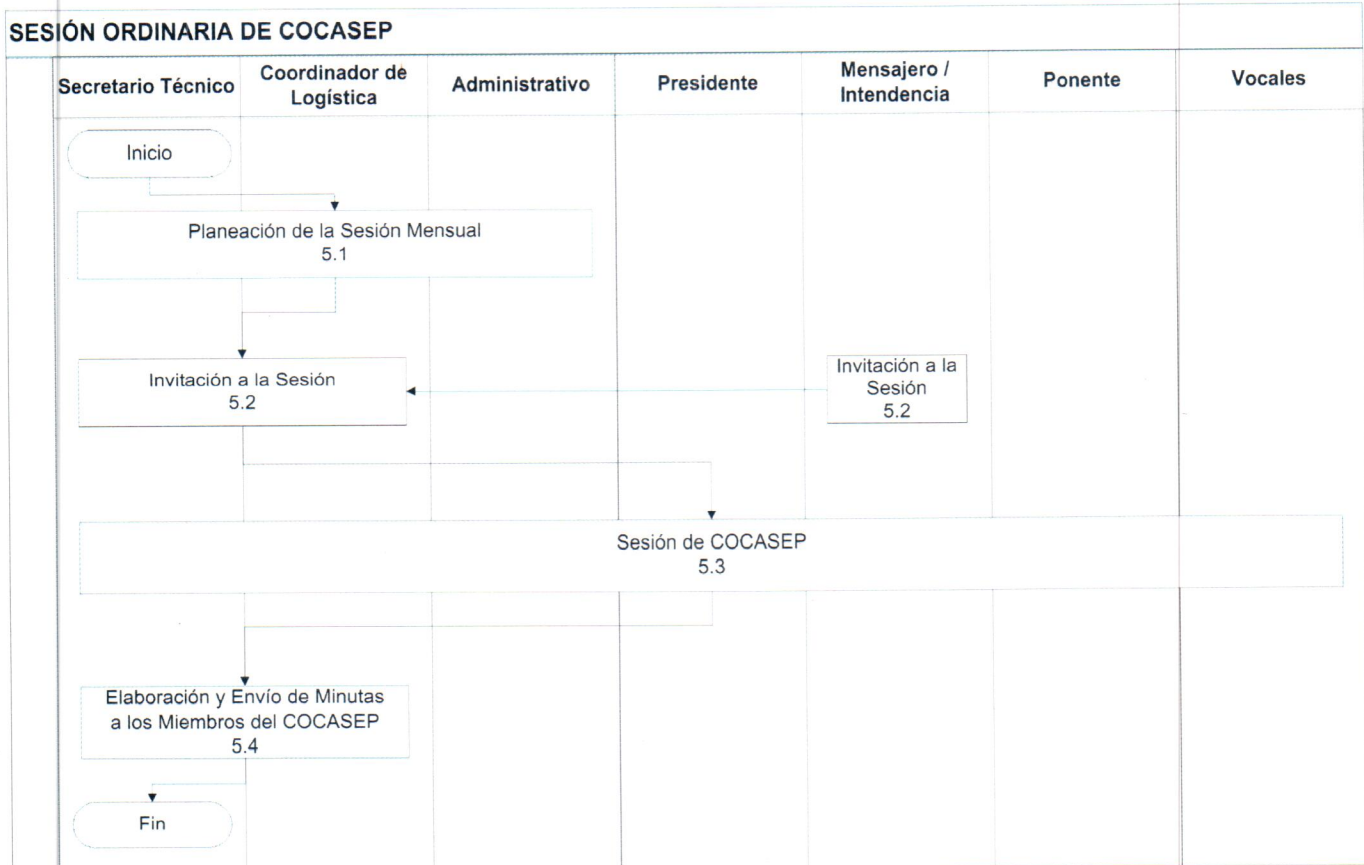 SESIÓN ORDINARIA DE COCASEP
Secretario Técnico
Coordinador de
Logística
Administrativo
Presidente
Mensajero /
Intendencia
Ponente
Vocales
Inicio
Planeación de la Sesión Mensual
5.1
Invitación a la Sesión
5.2
Invitación a la
Sesión
5.2
Sesión de COCASEP
5.3
Elaboración y Envío de Minutas
a los Miembros del COCASEP
5.4
Fin